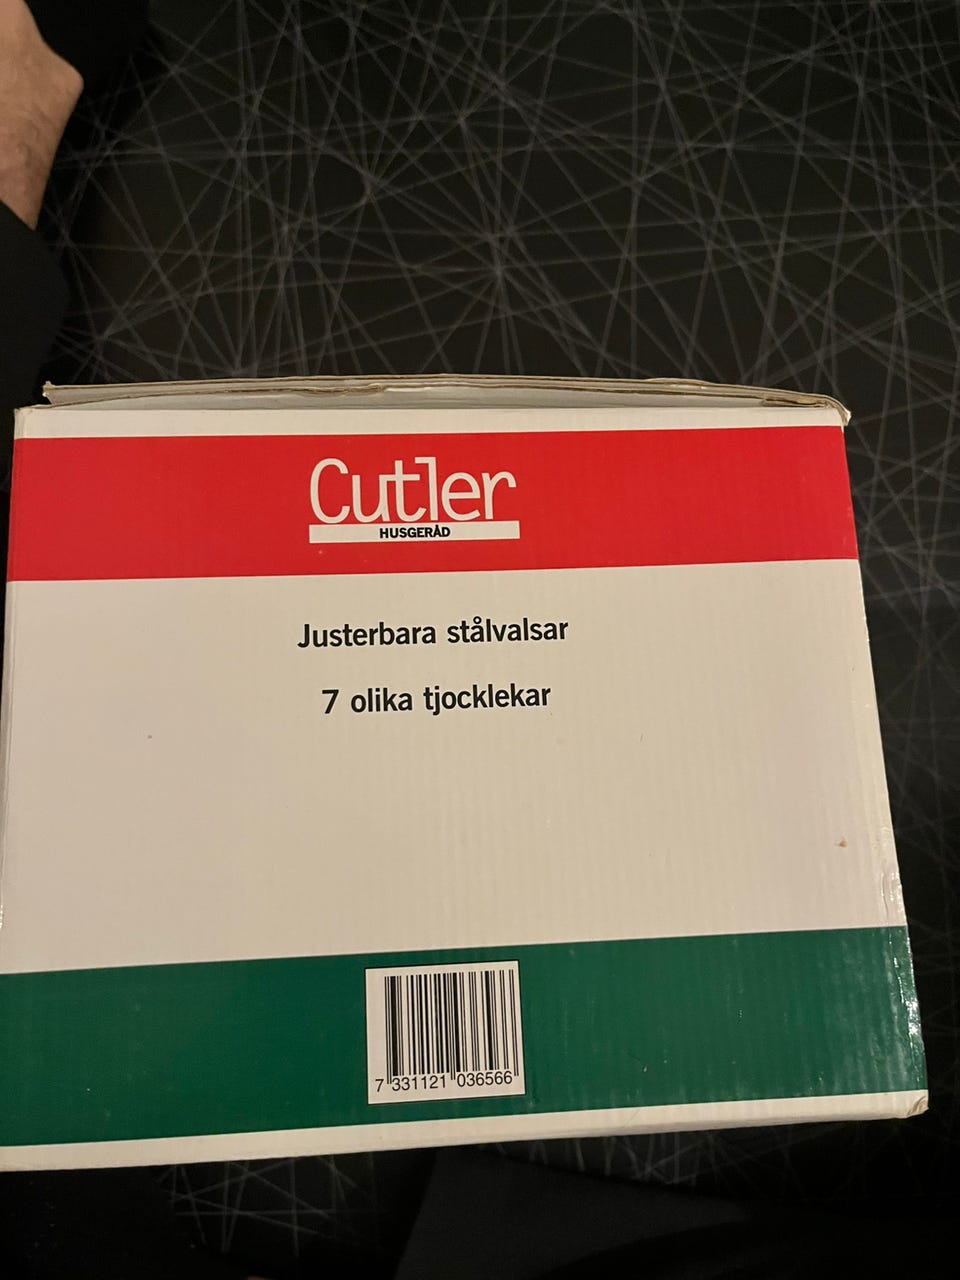 Cutler
HUSGERÅD
Justerbara stålvalsar
7 olika tjocklekar
7 331121 036566